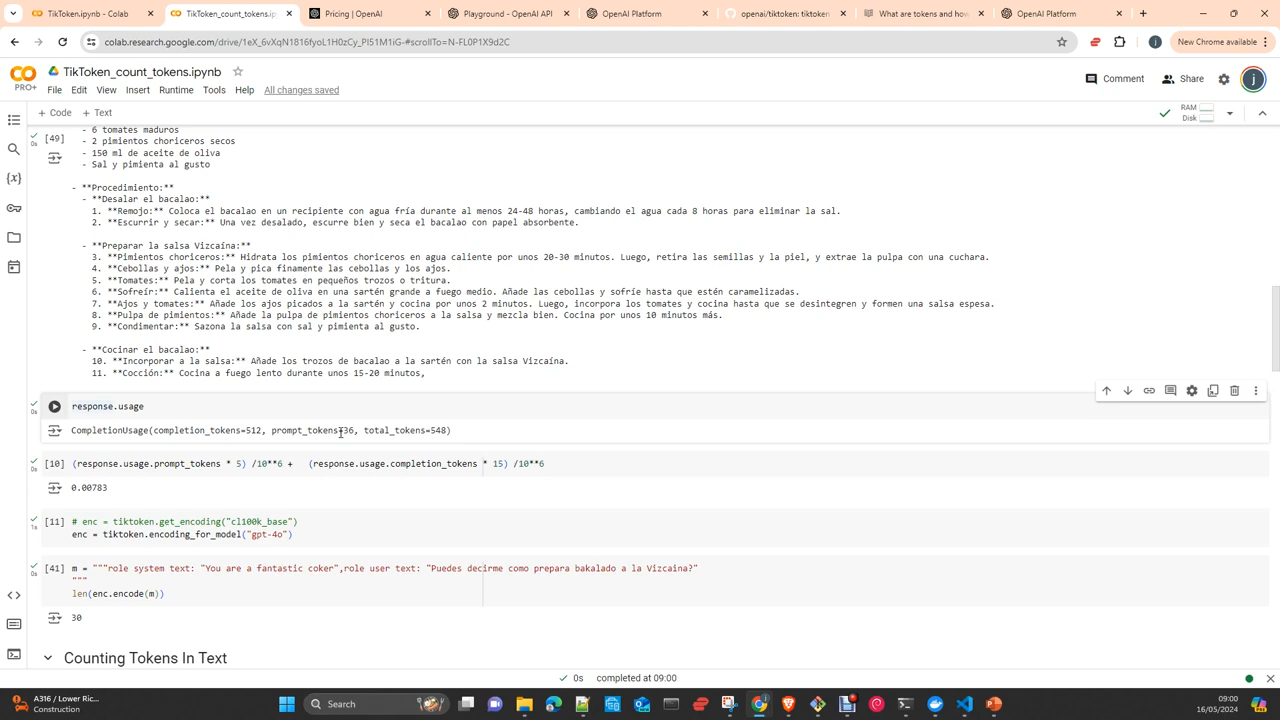 TikToken.ipynb - Colab
TikToken_count_tokens.ipynb
Pricing | OpenAI
Playground - OpenAI API
OpenAI Platform
openai/tiktoken: tiktoken
What are tokens and how
OpenAI Platform
colab.research.google.com/drive/1eX_6vXqN1816fyoL1H0zCy_PI51M1iG-#scrollTo=N-FL0P1X9d2C
New Chrome available
PRO+
TikToken_count_tokens.ipynb
Comment
Share
j
File Edit View Insert Runtime Tools Help All changes saved
+ Code + Text
RAM
Disk
[49]
- 6 tomates maduros
- 2 pimientos choriceros secos
- 150 ml de aceite de oliva
- Sal y pimienta al gusto
- **Procedimiento:**
- **Desalar el bacalao:**
1. **Remojo:** Coloca el bacalao en un recipiente con agua fría durante al menos 24-48 horas, cambiando el agua cada 8 horas para eliminar la sal.
2. **Escurrir y secar:** Una vez desalado, escurre bien y seca el bacalao con papel absorbente.
- **Preparar la salsa Vizcaína:**
3. **Pimientos choriceros:** Hidrata los pimientos choriceros en agua caliente por unos 20-30 minutos. Luego, retira las semillas y la piel, y extrae la pulpa con una cuchara.
4. **Cebollas y ajos:** Pela y pica finamente las cebollas y los ajos.
5. **Tomates:** Pela y corta los tomates en pequeños trozos o tritura.
6. **Sofreír:** Calienta el aceite de oliva en una sartén grande a fuego medio. Añade las cebollas y sofríe hasta que estén caramelizadas.
7. **Ajos y tomates:** Añade los ajos picados a la sartén y cocina por unos 2 minutos. Luego, incorpora los tomates y cocina hasta que se desintegren y formen una salsa espesa.
8. **Pulpa de pimientos:** Añade la pulpa de pimientos choriceros a la salsa y mezcla bien. Cocina por unos 10 minutos más.
9. **Condimentar:** Sazona la salsa con sal y pimienta al gusto.
- **Cocinar el bacalao:**
10. **Incorporar a la salsa:** Añade los trozos de bacalao a la sartén con la salsa Vizcaína.
11. **Cocción:** Cocina a fuego lento durante unos 15-20 minutos,
0s
response.usage
CompletionUsage(completion_tokens=512, prompt_tokens=36, total_tokens=548)
[10] (response.usage.prompt_tokens * 5) /10**6 + (response.usage.completion_tokens * 15) /10**6
0s
0.00783
[11] # enc = tiktoken.get_encoding("cl100k_base")
1s
enc = tiktoken.encoding_for_model("gpt-4o")
[41] m = """role system text: "You are a fantastic coker",role user text: "Puedes decirme como prepara bakalado a la Vizcaina?"
0s
"""
len(enc.encode(m))
30
Counting Tokens In Text
0s completed at 09:00
A316 / Lower Ric...
Construction
Search
09:00
16/05/2024